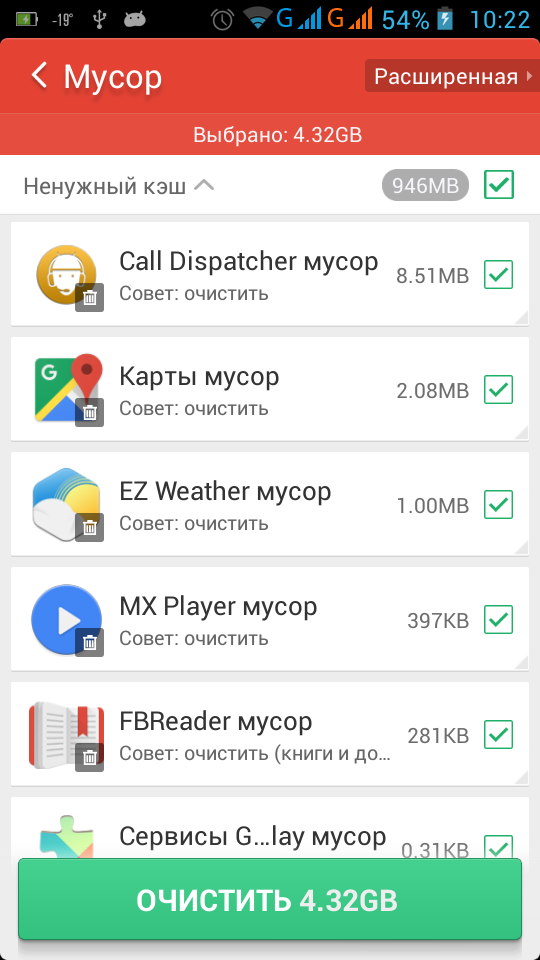 -19° G G 54% 10:22
Мусор
Расширенная
Выбрано: 4.32GB
Ненужный кэш 946MB
Call Dispatcher мусор
8.51MB
Совет: очистить
G
Карты мусор
2.08MB
Совет: очистить
EZ Weather мусор
1.00MB
Совет: очистить
MX Player мусор
397KB
Совет: очистить
FBReader мусор
281KB
Совет: очистить (книги и до…
Сервисы G…lay мусор
0.31KB
ОЧИСТИТЬ 4.32GB